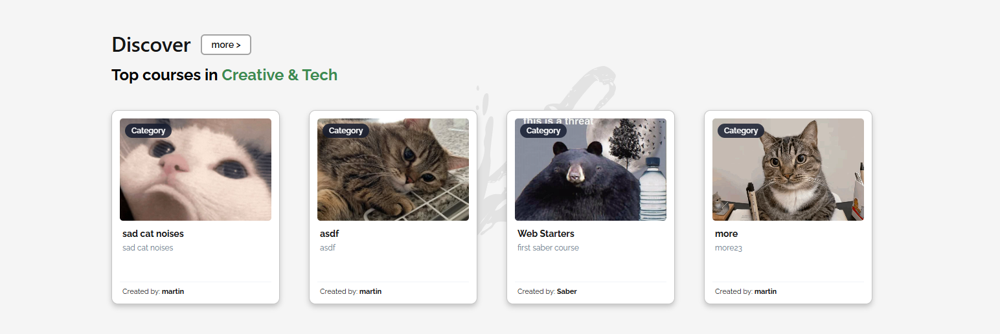 Discover
more >
Top courses in Creative & Tech
Category
sad cat noises
sad cat noises
Created by: martin
Category
asdf
asdf
Created by: martin
this is a threat
Category
Web Starters
first saber course
Created by: Saber
Category
more
more23
Created by: martin